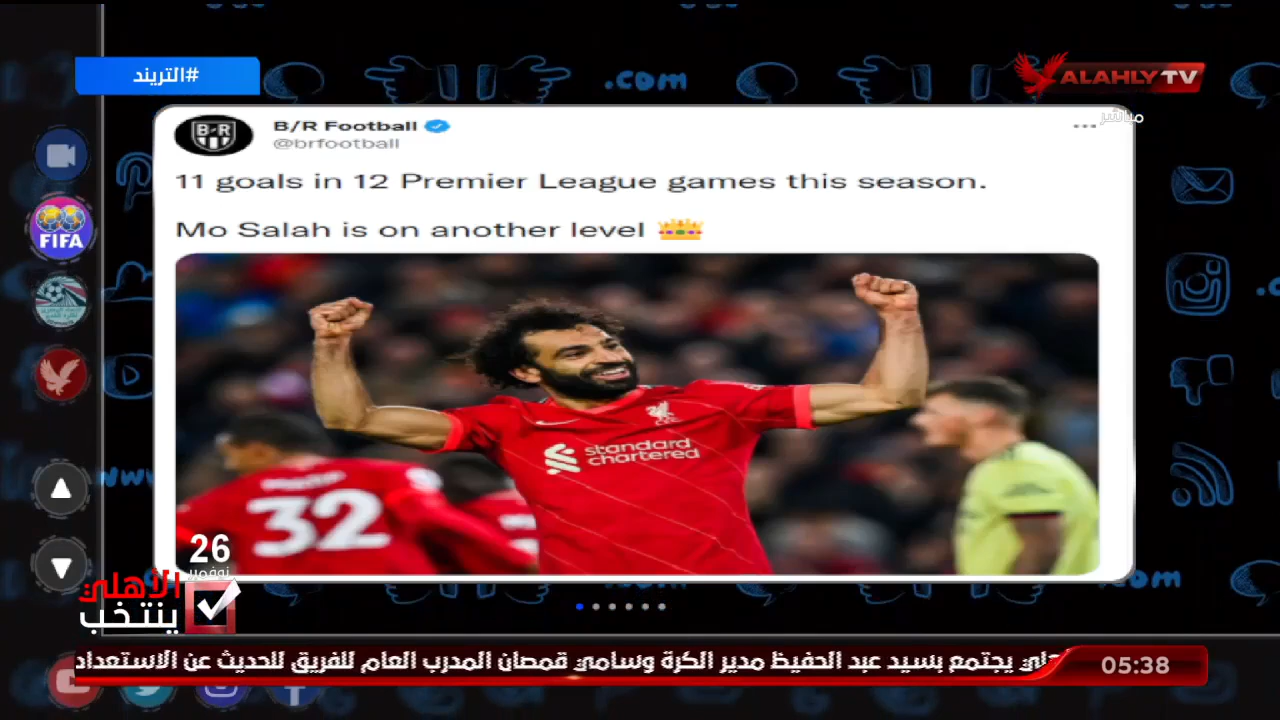 #التريند
.com
ALAHLY TV
مباشر
B/R Football
@brfootball
11 goals in 12 Premier League games this season.
Mo Salah is on another level
FIFA
standard
chartered
32
26
نوفمبر
الأهلي
ينتخب
يجتمع بسيد عبد الحفيظ مدير الكرة وسامي قمصان المدرب العام للفريق للحديث عن الاستعداد
05:38